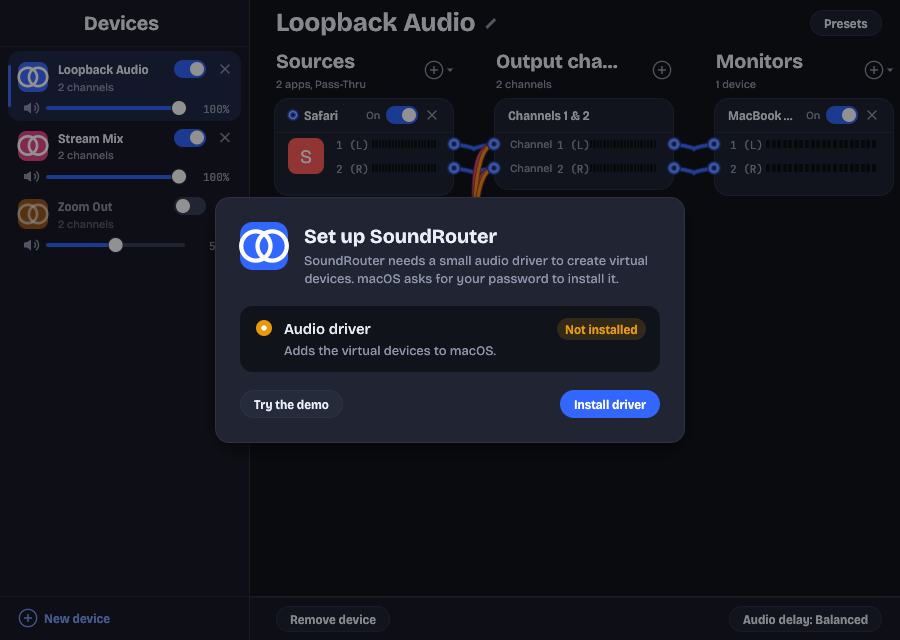 Devices
Loopback Audio
2 channels
100%
Stream Mix
2 channels
100%
Zoom Out
2 channels
New device
Loopback Audio
Presets
Sources
2 apps, Pass-Thru
Output cha...
2 channels
Monitors
1 device
Safari
On
S
1 (L)
2 (R)
Channels 1 & 2
Channel 1 (L)
Channel 2 (R)
MacBook ...
On
1 (L)
2 (R)
Set up SoundRouter
SoundRouter needs a small audio driver to create virtual
devices. macOS asks for your password to install it.
Audio driver
Not installed
Adds the virtual devices to macOS.
Try the demo
Install driver
Remove device
Audio delay: Balanced